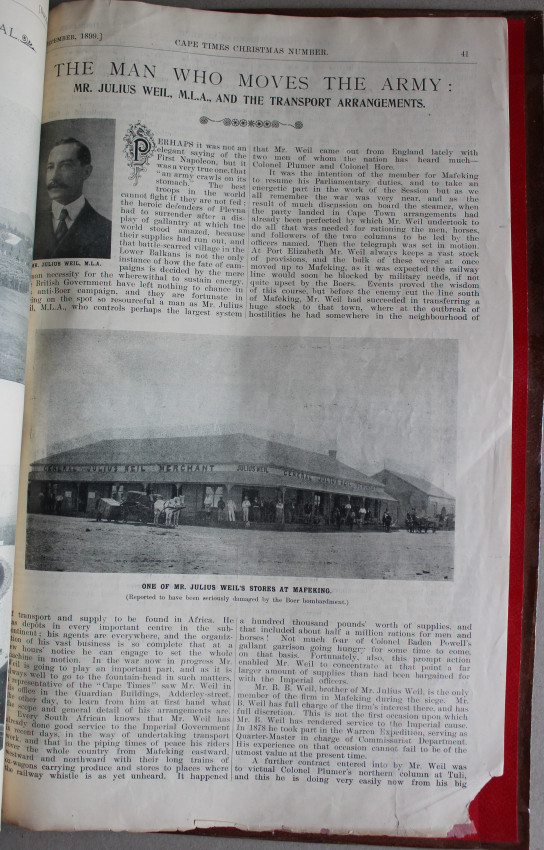 AL.
OVEMBER, 1899.]
CAPE TIMES CHRISTMAS NUMBER.
41
THE MAN WHO MOVES THE ARMY:
MR. JULIUS WEIL, M.L.A., AND THE TRANSPORT ARRANGEMENTS.
MR. JULIUS WEIL, M.L.A.
PERHAPS it was not an
elegant saying of the
First Napoleon, but it
was a very true one, that
"an army crawls on its
stomach." The best
troops in the world
cannot fight if they are not fed;
the heroic defenders of Plevna
had to surrender after a dis-
play of gallantry at which the
world stood amazed, because
their supplies had run out, and
that battle-scarred village in the
Lower Balkans is not the only
instance of how the fate of cam-
paigns is decided by the mere
man necessity for the wherewithal to sustain energy.
British Government have left nothing to chance in
anti-Boer campaign, and they are fortunate in
ing on the spot so resourceful a man as Mr. Julius
il, M.L.A., who controls perhaps the largest system
that Mr. Weil came out from England lately with
two men of whom the nation has heard much—
Colonel Plumer and Colonel Hore.
It was the intention of the member for Mafeking
to resume his Parliamentary duties, and to take an
energetic part in the work of the Session but as we
all remember the war was very near, and as the
result of much discussion on board the steamer, when
the party landed in Cape Town arrangements had
already been perfected by which Mr. Weil undertook to
do all that was needed for rationing the men, horses,
and followers of the two columns to be led by the
officers named. Then the telegraph was set in motion
At Port Elizabeth Mr. Weil always keeps a vast stock
of provisions, and the bulk of these were at once
moved up to Mafeking, as it was expected the railway
line would soon be blocked by military needs, if not
quite upset by the Boers. Events proved the wisdom
of this course, but before the enemy cut the line south
of Mafeking, Mr. Weil had succeeded in transferring a
huge stock to that town, where at the outbreak of
hostilities he had somewhere in the neighbourhood of
GENERAL JULIUS WEIL MERCHANT
JULIUS WEIL
GENERAL JULIUS WEIL
ONE OF MR. JULIUS WEIL'S STORES AT MAFEKING.
(Reported to have been seriously damaged by the Boer bombardment.)
transport and supply to be found in Africa. He
depôts in every important centre in the sub-
ntinent; his agents are everywhere, and the organiz-
tion of his vast business is so complete that at a
hours' notice he can engage to set the whole
machine in motion. In the war now in progress Mr.
eil is going to play an important part, and as it is
always well to go to the fountain-head in such matters,
representative of the "Cape Times" saw Mr. Weil in
office in the Guardian Buildings, Adderley-street,
other day, to learn from him at first hand what
scope and general detail of his arrangements are.
Every South African knows that Mr. Weil has
already done good service to the Imperial Government
recent days, in the way of undertaking transport
work, and that in the piping times of peace his riders
over the whole country from Mafeking eastward,
westward and northward with their long trains of
wagons carrying produce and stores to places where
the railway whistle is as yet unheard. It happened
a hundred thousand pounds' worth of supplies, and
that included about half a million rations for men and
horses! Not much fear of Colonel Baden Powell's
gallant garrison going hungry for some time to come,
on that basis. Fortunately, also, this prompt action
enabled Mr. Weil to concentrate at that point a far
larger amount of supplies than had been bargained for
with the Imperial officers.
Mr. B. B. Weil, brother of Mr. Julius Weil, is the only
member of the firm in Mafeking during the siege. Mr.
B. Weil has full charge of the firm's interest there, and has
full discretion. This is not the first occasion upon which
Mr. B. Weil has rendered service to the Imperial cause.
In 1878 he took part in the Warren Expedition, serving as
Quarter-Master in charge of Commissariat Department.
His experience on that occasion cannot fail to be of the
utmost value at the present time.
A further contract entered into by Mr. Weil was
to victual Colonel Plumer's northern column at Tuli,
and this he is doing very easily now from his big